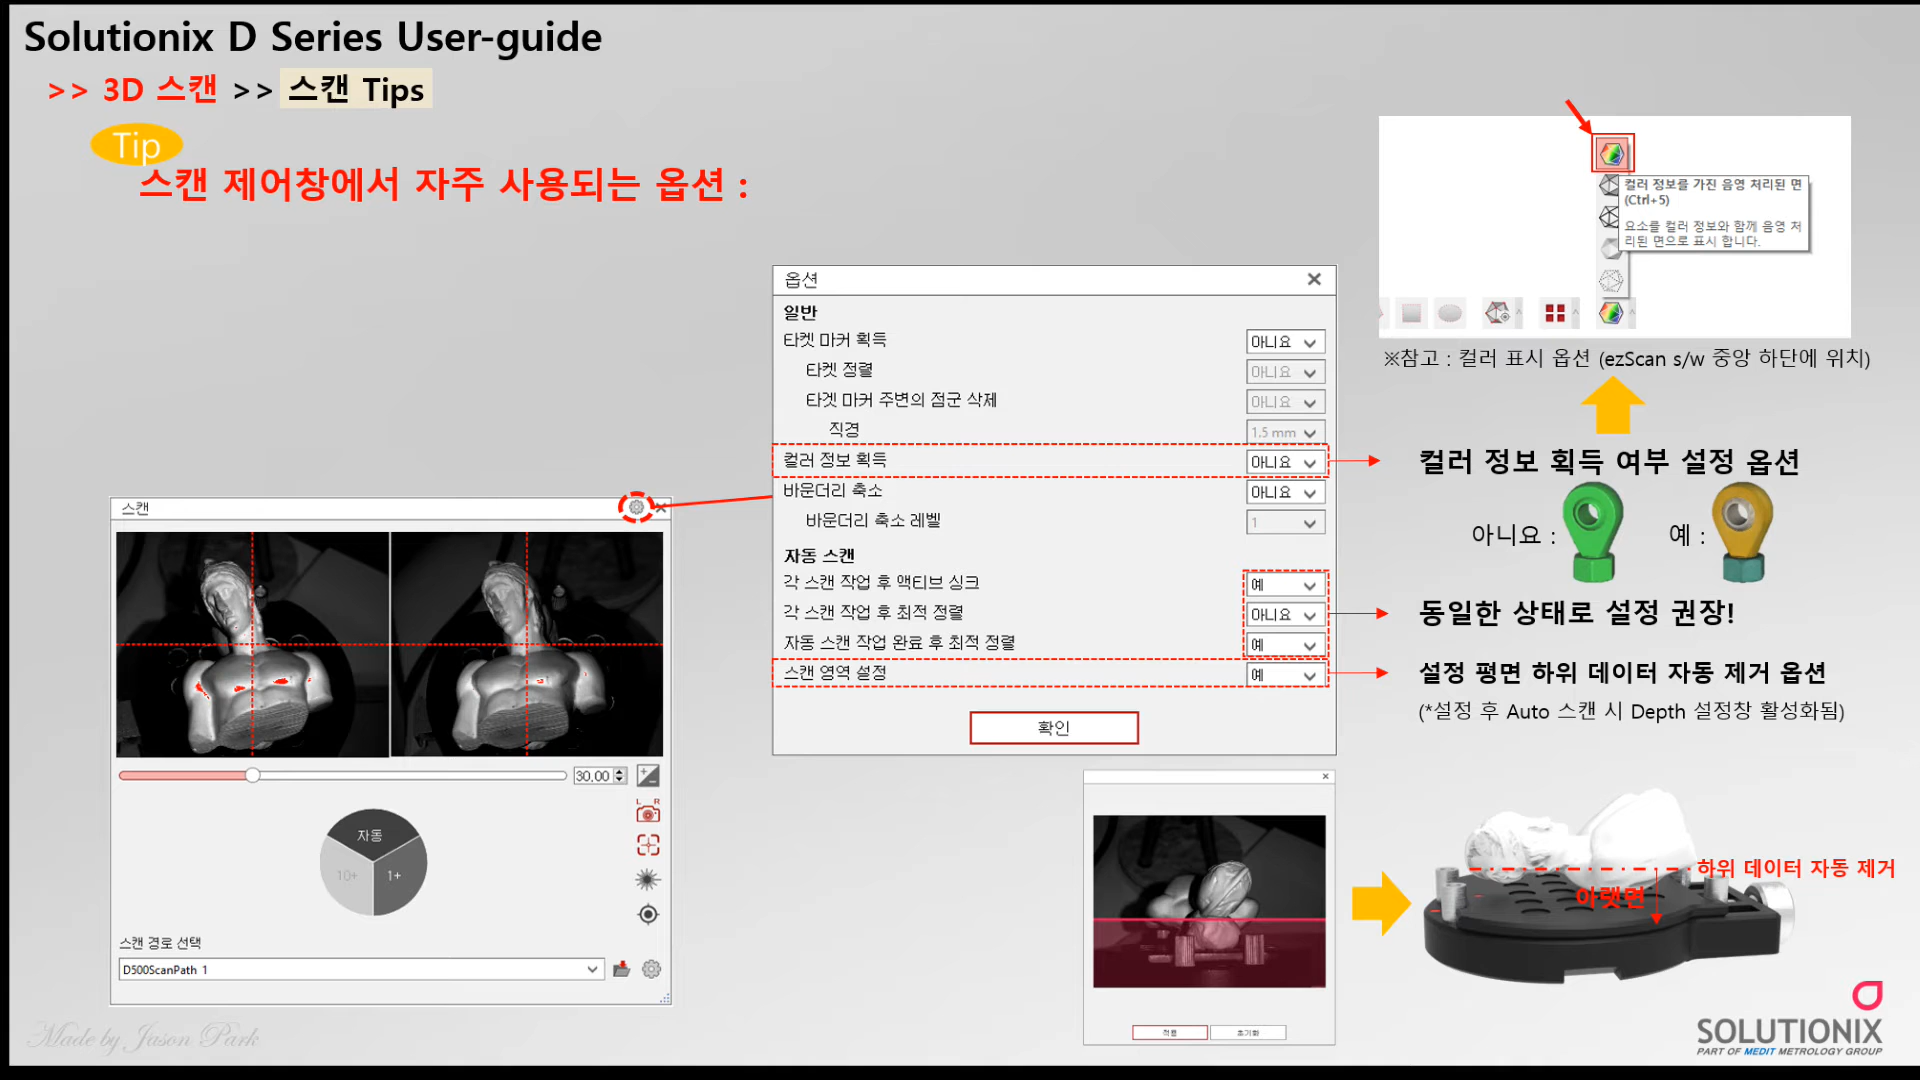 Solutionix D Series User-guide
>> 3D 스캔 >> 스캔 Tips
Tip
스캔 제어창에서 자주 사용되는 옵션 :
컬러 정보를 가진 음영 처리된 면
(Ctrl+5)
요소를 컬러 정보와 함께 음영 처
리된 면으로 표시 합니다.
※참고 : 컬러 표시 옵션 (ezScan s/w 중앙 하단에 위치)
옵션
일반
타켓 마커 획득 아니요
타켓 정렬 아니요
타겟 마커 주변의 점군 삭제 아니요
직경 1.5 mm
컬러 정보 획득 아니요
바운더리 축소 아니요
바운더리 축소 레벨 1
자동 스캔
각 스캔 작업 후 액티브 싱크 예
각 스캔 작업 후 최적 정렬 아니요
자동 스캔 작업 완료 후 최적 정렬 예
스캔 영역 설정 예
확인
컬러 정보 획득 여부 설정 옵션
아니요 : 예 :
동일한 상태로 설정 권장!
설정 평면 하위 데이터 자동 제거 옵션
(*설정 후 Auto 스캔 시 Depth 설정창 활성화됨)
스캔
30.00
L R
자동
10+ 1+
스캔 경로 선택
D500ScanPath 1
적용 초기화
하위 데이터 자동 제거
아랫면
Made by Jason Park
SOLUTIONIX
PART OF MEDIT METROLOGY GROUP